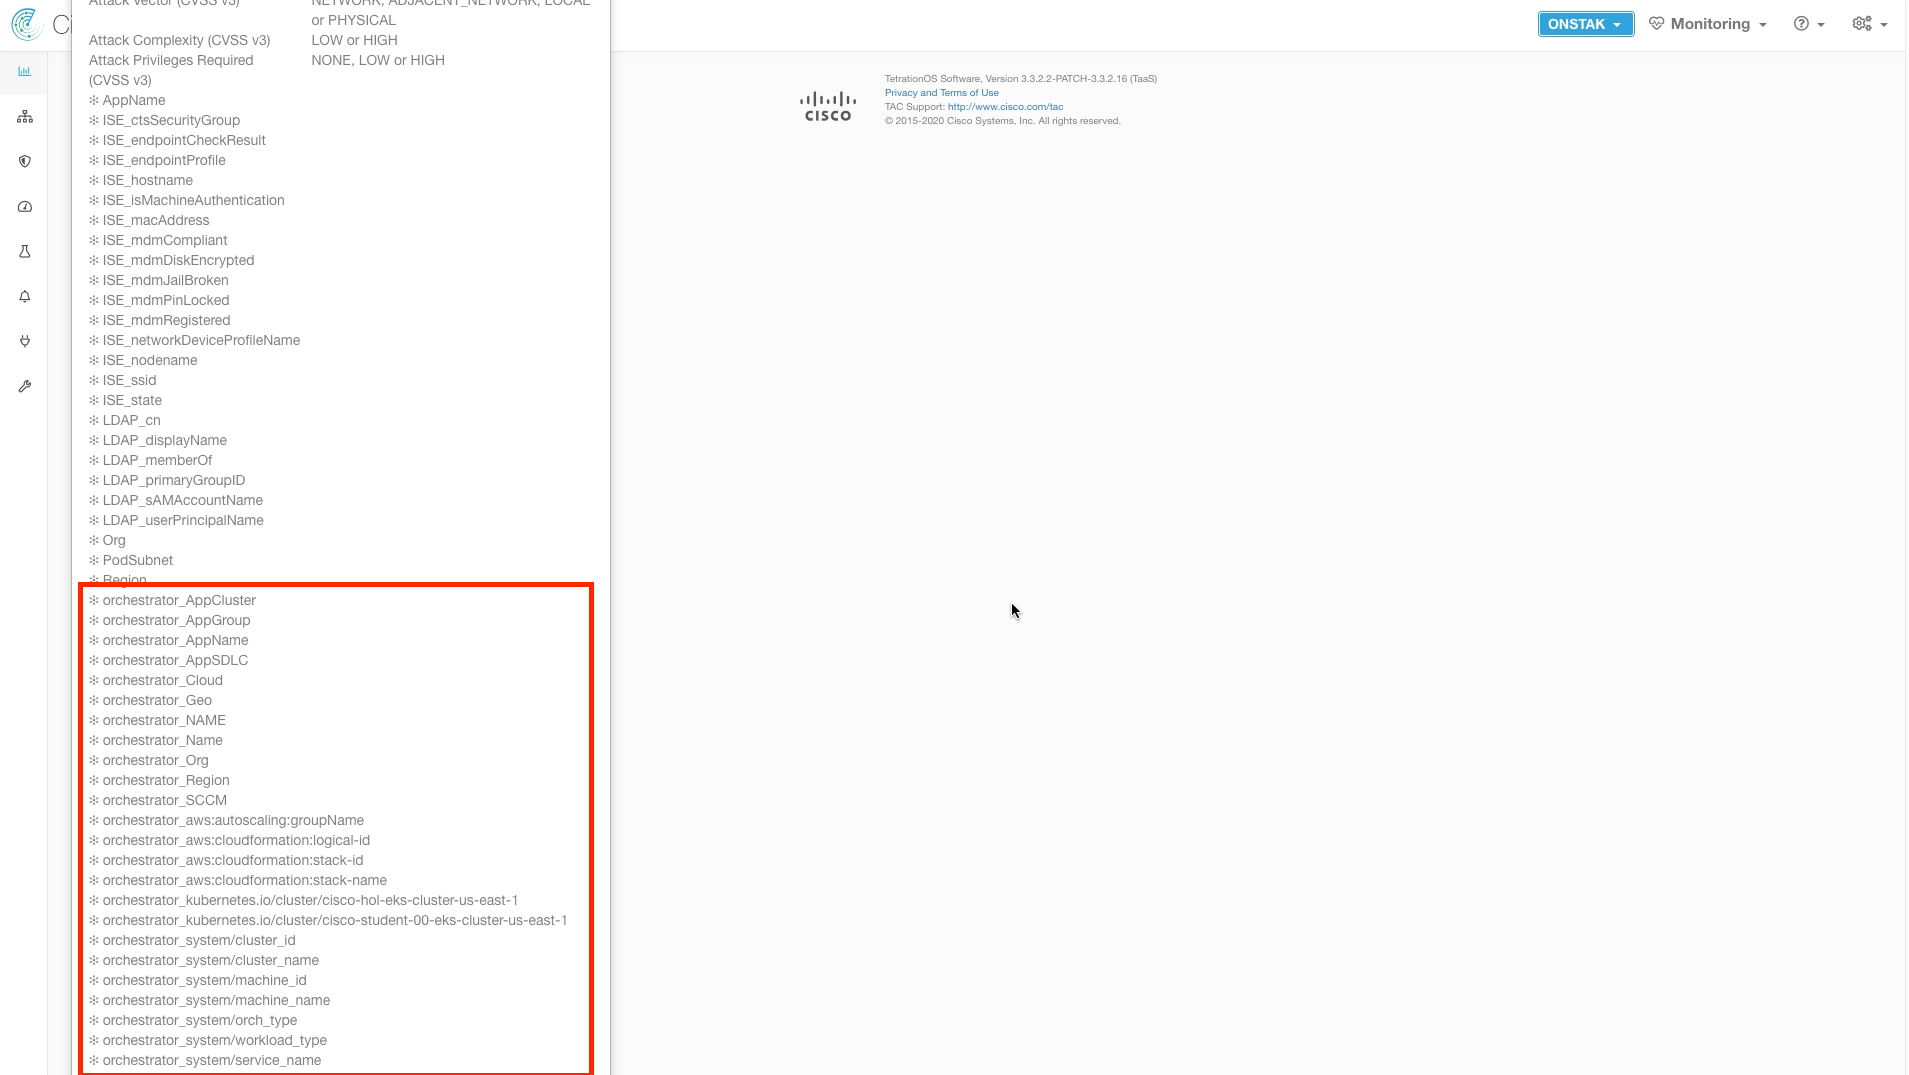 Attack Vector (CVSS v3) NETWORK, ADJACENT_NETWORK, LOCAL
or PHYSICAL
Attack Complexity (CVSS v3) LOW or HIGH
Attack Privileges Required NONE, LOW or HIGH
(CVSS v3)
✻ AppName
✻ ISE_ctsSecurityGroup
✻ ISE_endpointCheckResult
✻ ISE_endpointProfile
✻ ISE_hostname
✻ ISE_isMachineAuthentication
✻ ISE_macAddress
✻ ISE_mdmCompliant
✻ ISE_mdmDiskEncrypted
✻ ISE_mdmJailBroken
✻ ISE_mdmPinLocked
✻ ISE_mdmRegistered
✻ ISE_networkDeviceProfileName
✻ ISE_nodename
✻ ISE_ssid
✻ ISE_state
✻ LDAP_cn
✻ LDAP_displayName
✻ LDAP_memberOf
✻ LDAP_primaryGroupID
✻ LDAP_sAMAccountName
✻ LDAP_userPrincipalName
✻ Org
✻ PodSubnet
✻ Region
✻ orchestrator_AppCluster
✻ orchestrator_AppGroup
✻ orchestrator_AppName
✻ orchestrator_AppSDLC
✻ orchestrator_Cloud
✻ orchestrator_Geo
✻ orchestrator_NAME
✻ orchestrator_Name
✻ orchestrator_Org
✻ orchestrator_Region
✻ orchestrator_SCCM
✻ orchestrator_aws:autoscaling:groupName
✻ orchestrator_aws:cloudformation:logical-id
✻ orchestrator_aws:cloudformation:stack-id
✻ orchestrator_aws:cloudformation:stack-name
✻ orchestrator_kubernetes.io/cluster/cisco-hol-eks-cluster-us-east-1
✻ orchestrator_kubernetes.io/cluster/cisco-student-00-eks-cluster-us-east-1
✻ orchestrator_system/cluster_id
✻ orchestrator_system/cluster_name
✻ orchestrator_system/machine_id
✻ orchestrator_system/machine_name
✻ orchestrator_system/orch_type
✻ orchestrator_system/workload_type
✻ orchestrator_system/service_name
Ci
ONSTAK
Monitoring
CISCO
TetrationOS Software, Version 3.3.2.2-PATCH-3.3.2.16 (TaaS)
Privacy and Terms of Use
TAC Support: http://www.cisco.com/tac
© 2015-2020 Cisco Systems, Inc. All rights reserved.